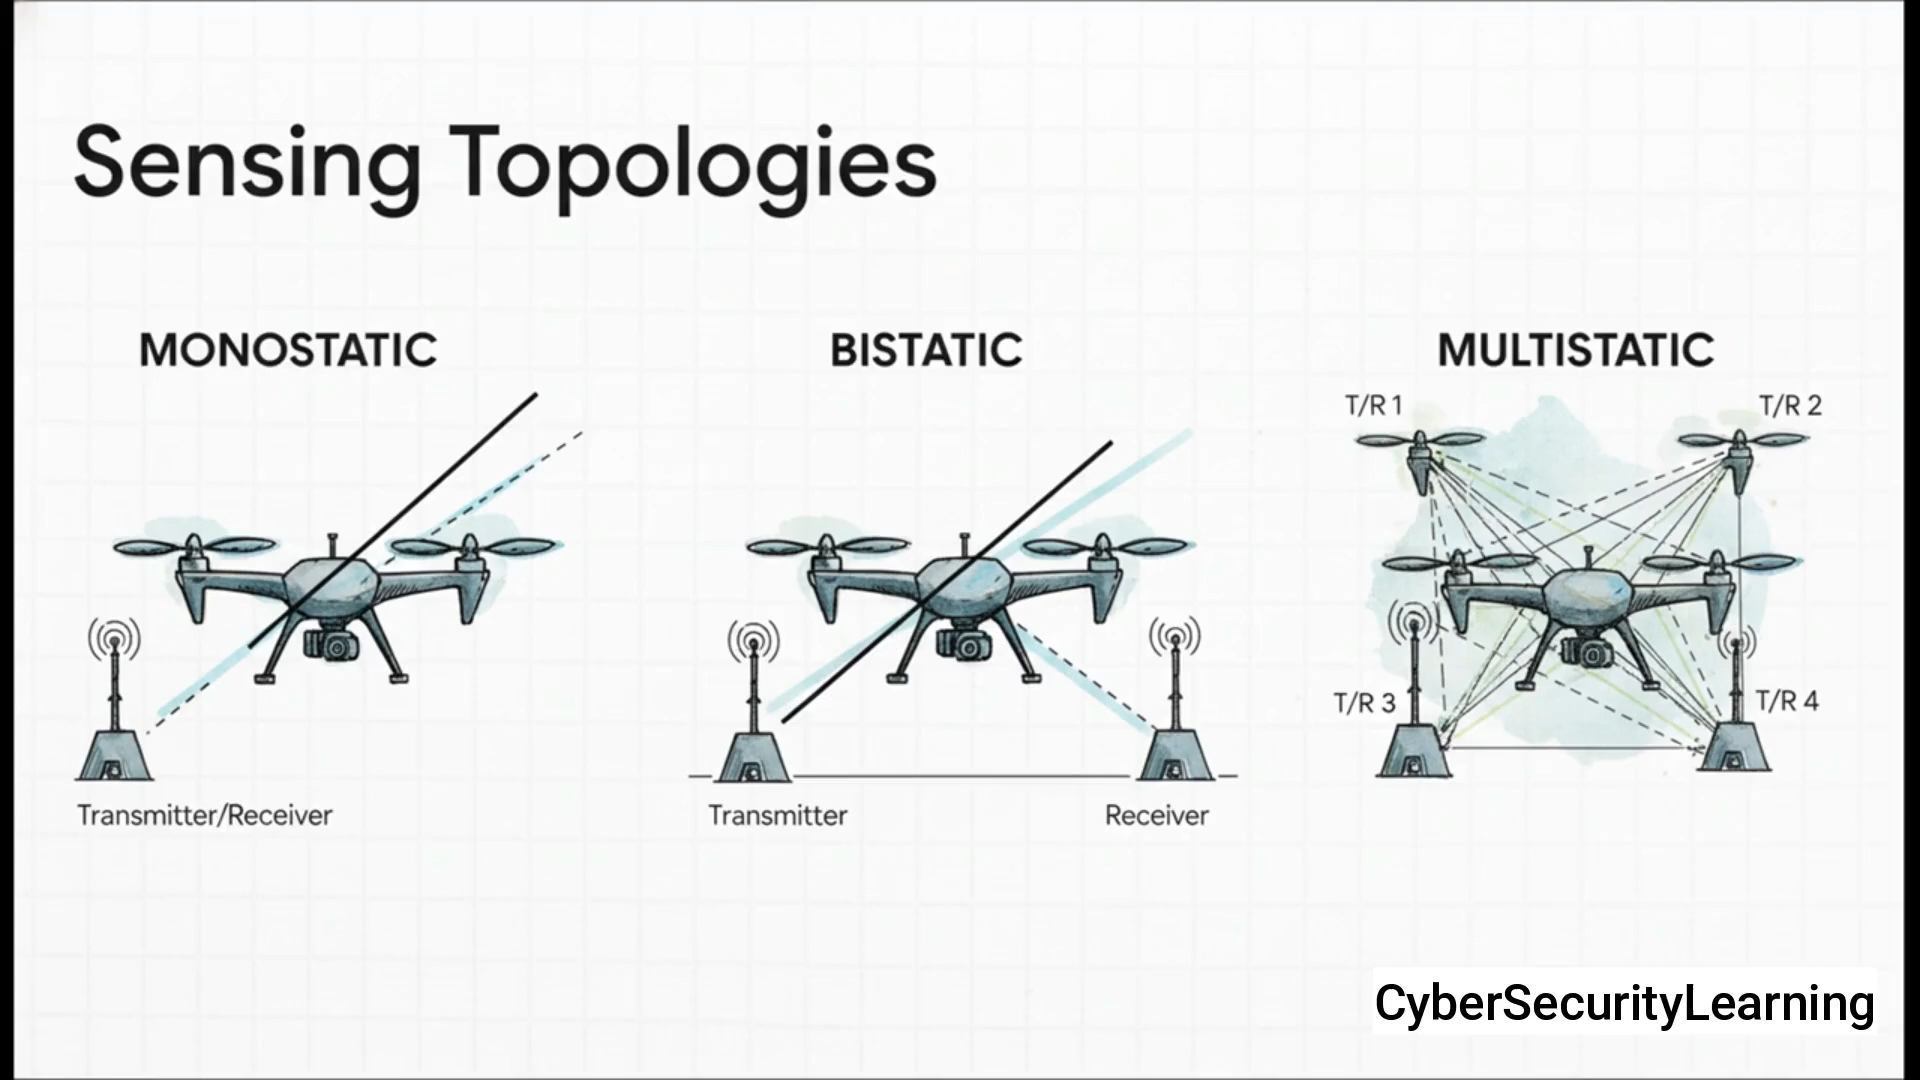 Sensing Topologies
MONOSTATIC
Transmitter/Receiver
BISTATIC
Transmitter
Receiver
MULTISTATIC
T/R 1
T/R 2
T/R 3
T/R 4
CyberSecurityLearning